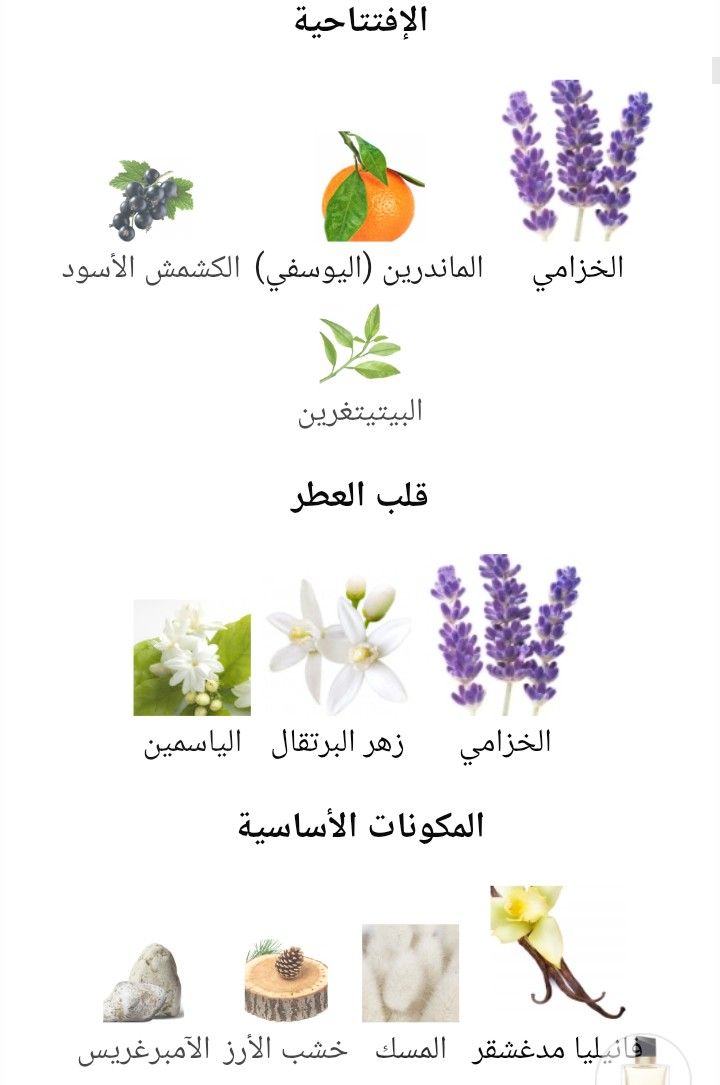 الإفتتاحية
الخزامي الماندرين (اليوسفي) الكشمش الأسود
البيتيتغرين
قلب العطر
الخزامي زهر البرتقال الياسمين
المكونات الأساسية
فانيليا مدغشقر المسك خشب الأرز الآمبرغريس